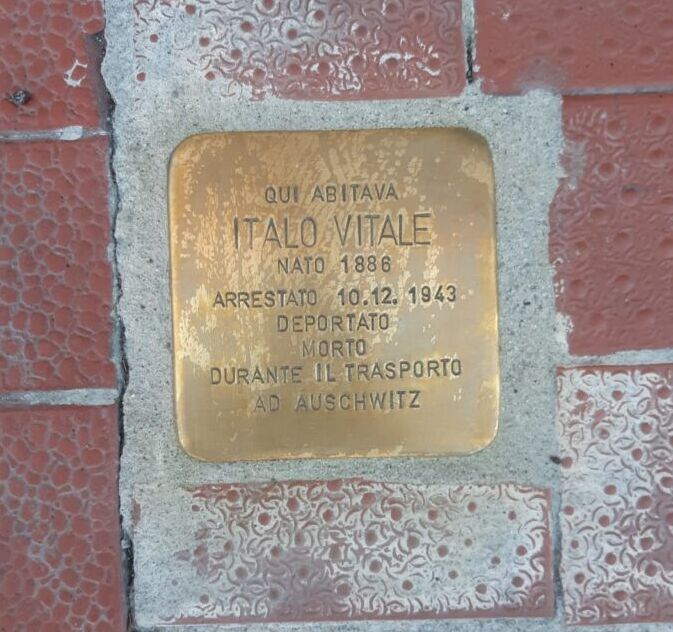 QUI ABITAVA
ITALO VITALE
NATO 1886
ARRESTATO 10.12. 1943
DEPORTATO
MORTO
DURANTE IL TRASPORTO
AD AUSCHWITZ